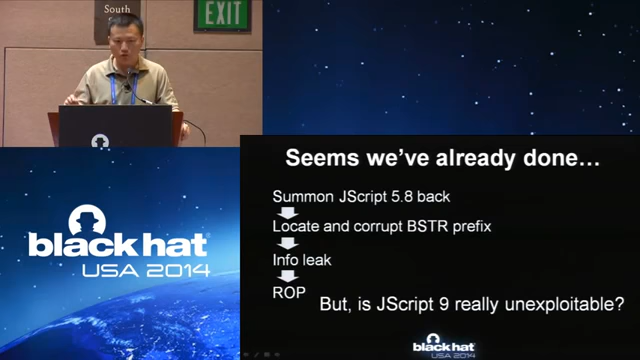 South
EXIT
Seems we've already done…
Summon JScript 5.8 back
Locate and corrupt BSTR prefix
Info leak
ROP
But, is JScript 9 really unexploitable?
black hat
USA 2014
black hat
USA 2014